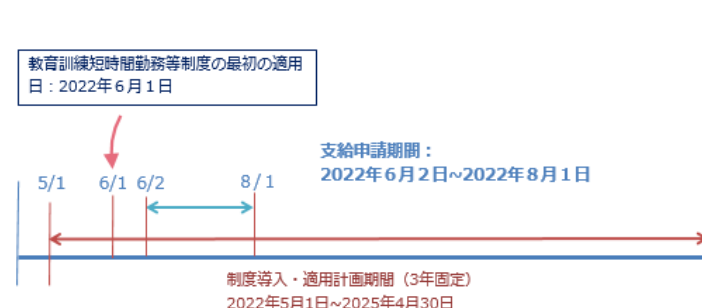 教育訓練短時間勤務等制度の最初の適用
日：2022年６月１日
支給申請期間：
2022年６月２日~2022年８月１日
5/1 6/1 6/2 8/1
制度導入・適用計画期間（3年固定）
2022年5月1日~2025年4月30日